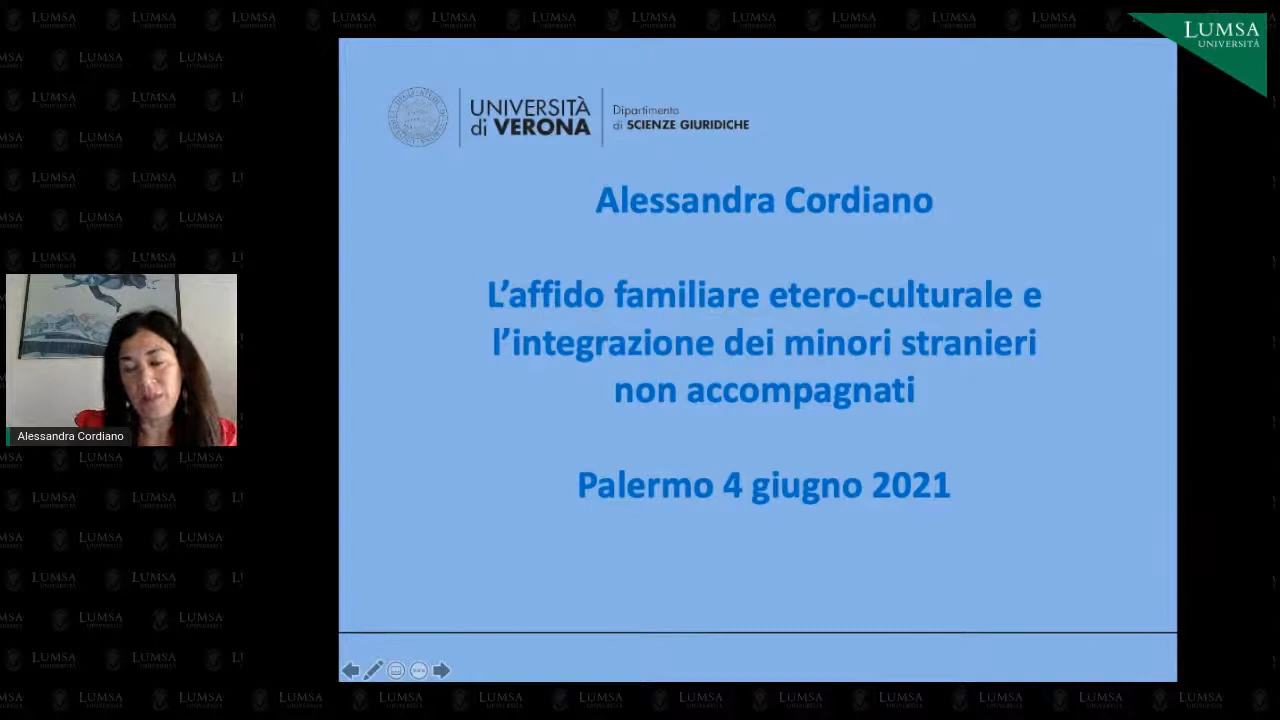 LUMSA
UNIVERSITÀ
UNIVERSITÀ
di VERONA
Dipartimento
di SCIENZE GIURIDICHE
Alessandra Cordiano
L’affido familiare etero-culturale e
l’integrazione dei minori stranieri
non accompagnati
Palermo 4 giugno 2021
Alessandra Cordiano